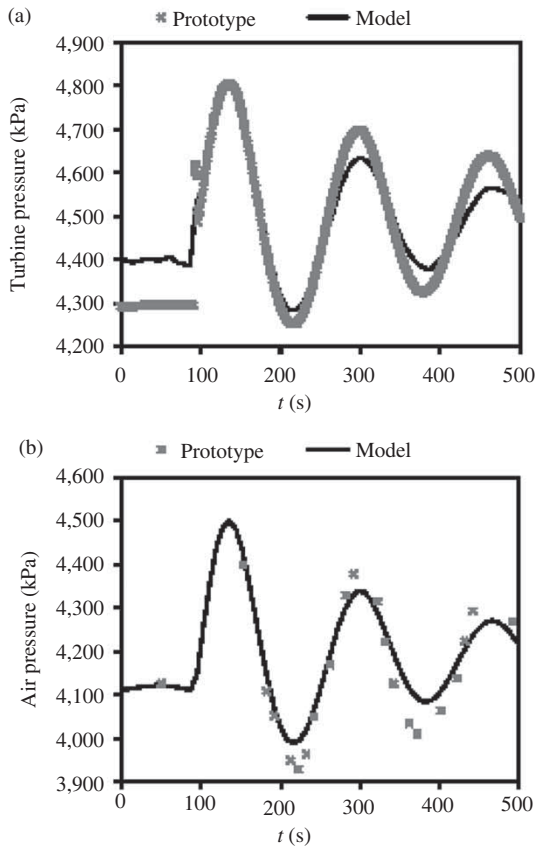 (a)
Prototype Model
Turbine pressure (kPa)
4,900
4,800
4,700
4,600
4,500
4,400
4,300
4,200
0 100 200 300 400 500
t (s)
(b)
Prototype Model
Air pressure (kPa)
4,600
4,500
4,400
4,300
4,200
4,100
4,000
3,900
0 100 200 300 400 500
t (s)